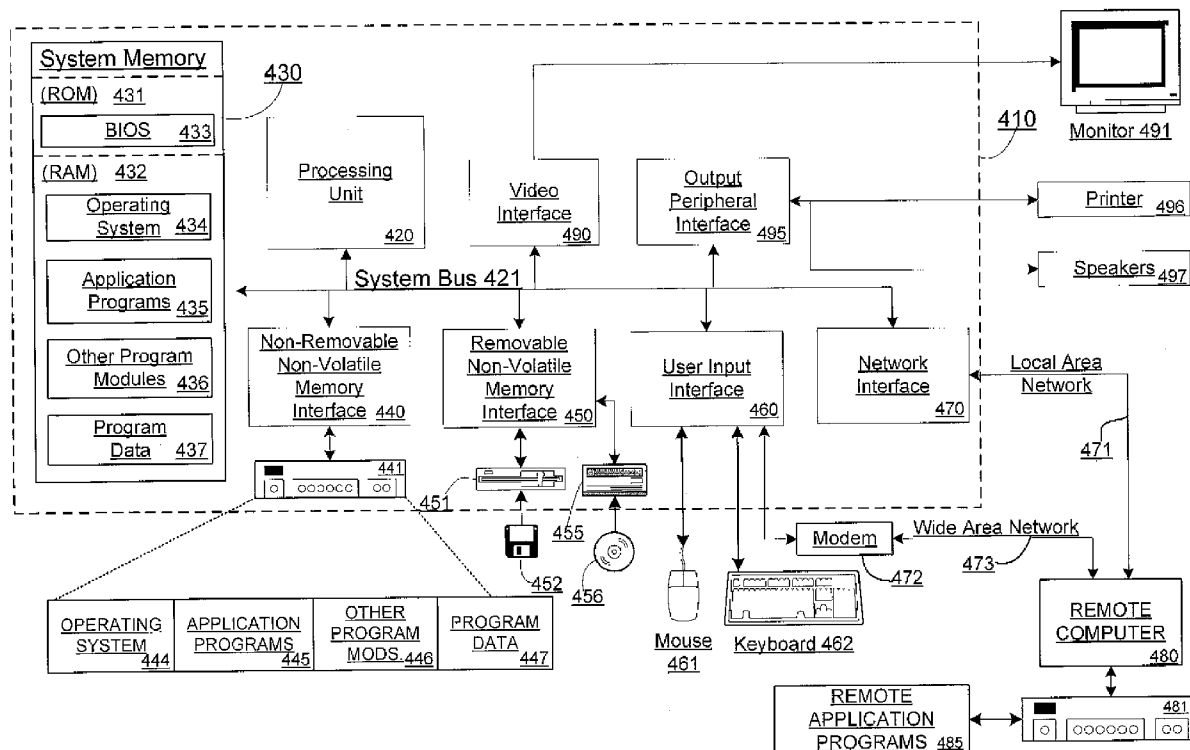 System Memory
(ROM) 431
BIOS 433
(RAM) 432
Operating
System 434
Application
Programs 435
Other Program
Modules 436
Program
Data 437
430
Processing
Unit
420
Video
Interface
490
Output
Peripheral
Interface 495
410
Monitor 491
Printer
496
Speakers
497
System Bus 421
Non-Removable
Non-Volatile
Memory
Interface 440
Removable
Non-Volatile
Memory
Interface 450
User Input
Interface
460
Network
Interface
470
Local Area
Network
471
441
451
452
455
456
Mouse
461
Keyboard 462
Modem
472
Wide Area Network
473
OPERATING
SYSTEM 444
APPLICATION
PROGRAMS 445
OTHER
PROGRAM
MODS. 446
PROGRAM
DATA
447
REMOTE
COMPUTER
480
481
REMOTE
APPLICATION
PROGRAMS 485